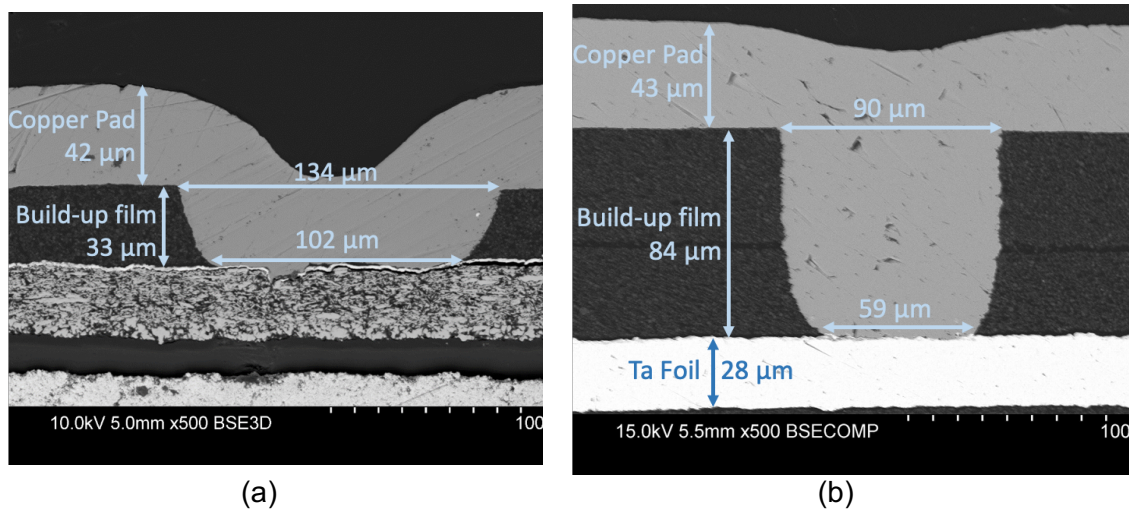 Copper Pad
42 µm
134 µm
Build-up film
33 µm
102 µm
10.0kV 5.0mm x500 BSE3D
100
(a)
Copper Pad
43 µm
90 µm
Build-up film
84 µm
59 µm
Ta Foil
28 µm
15.0kV 5.5mm x500 BSECOMP
100
(b)